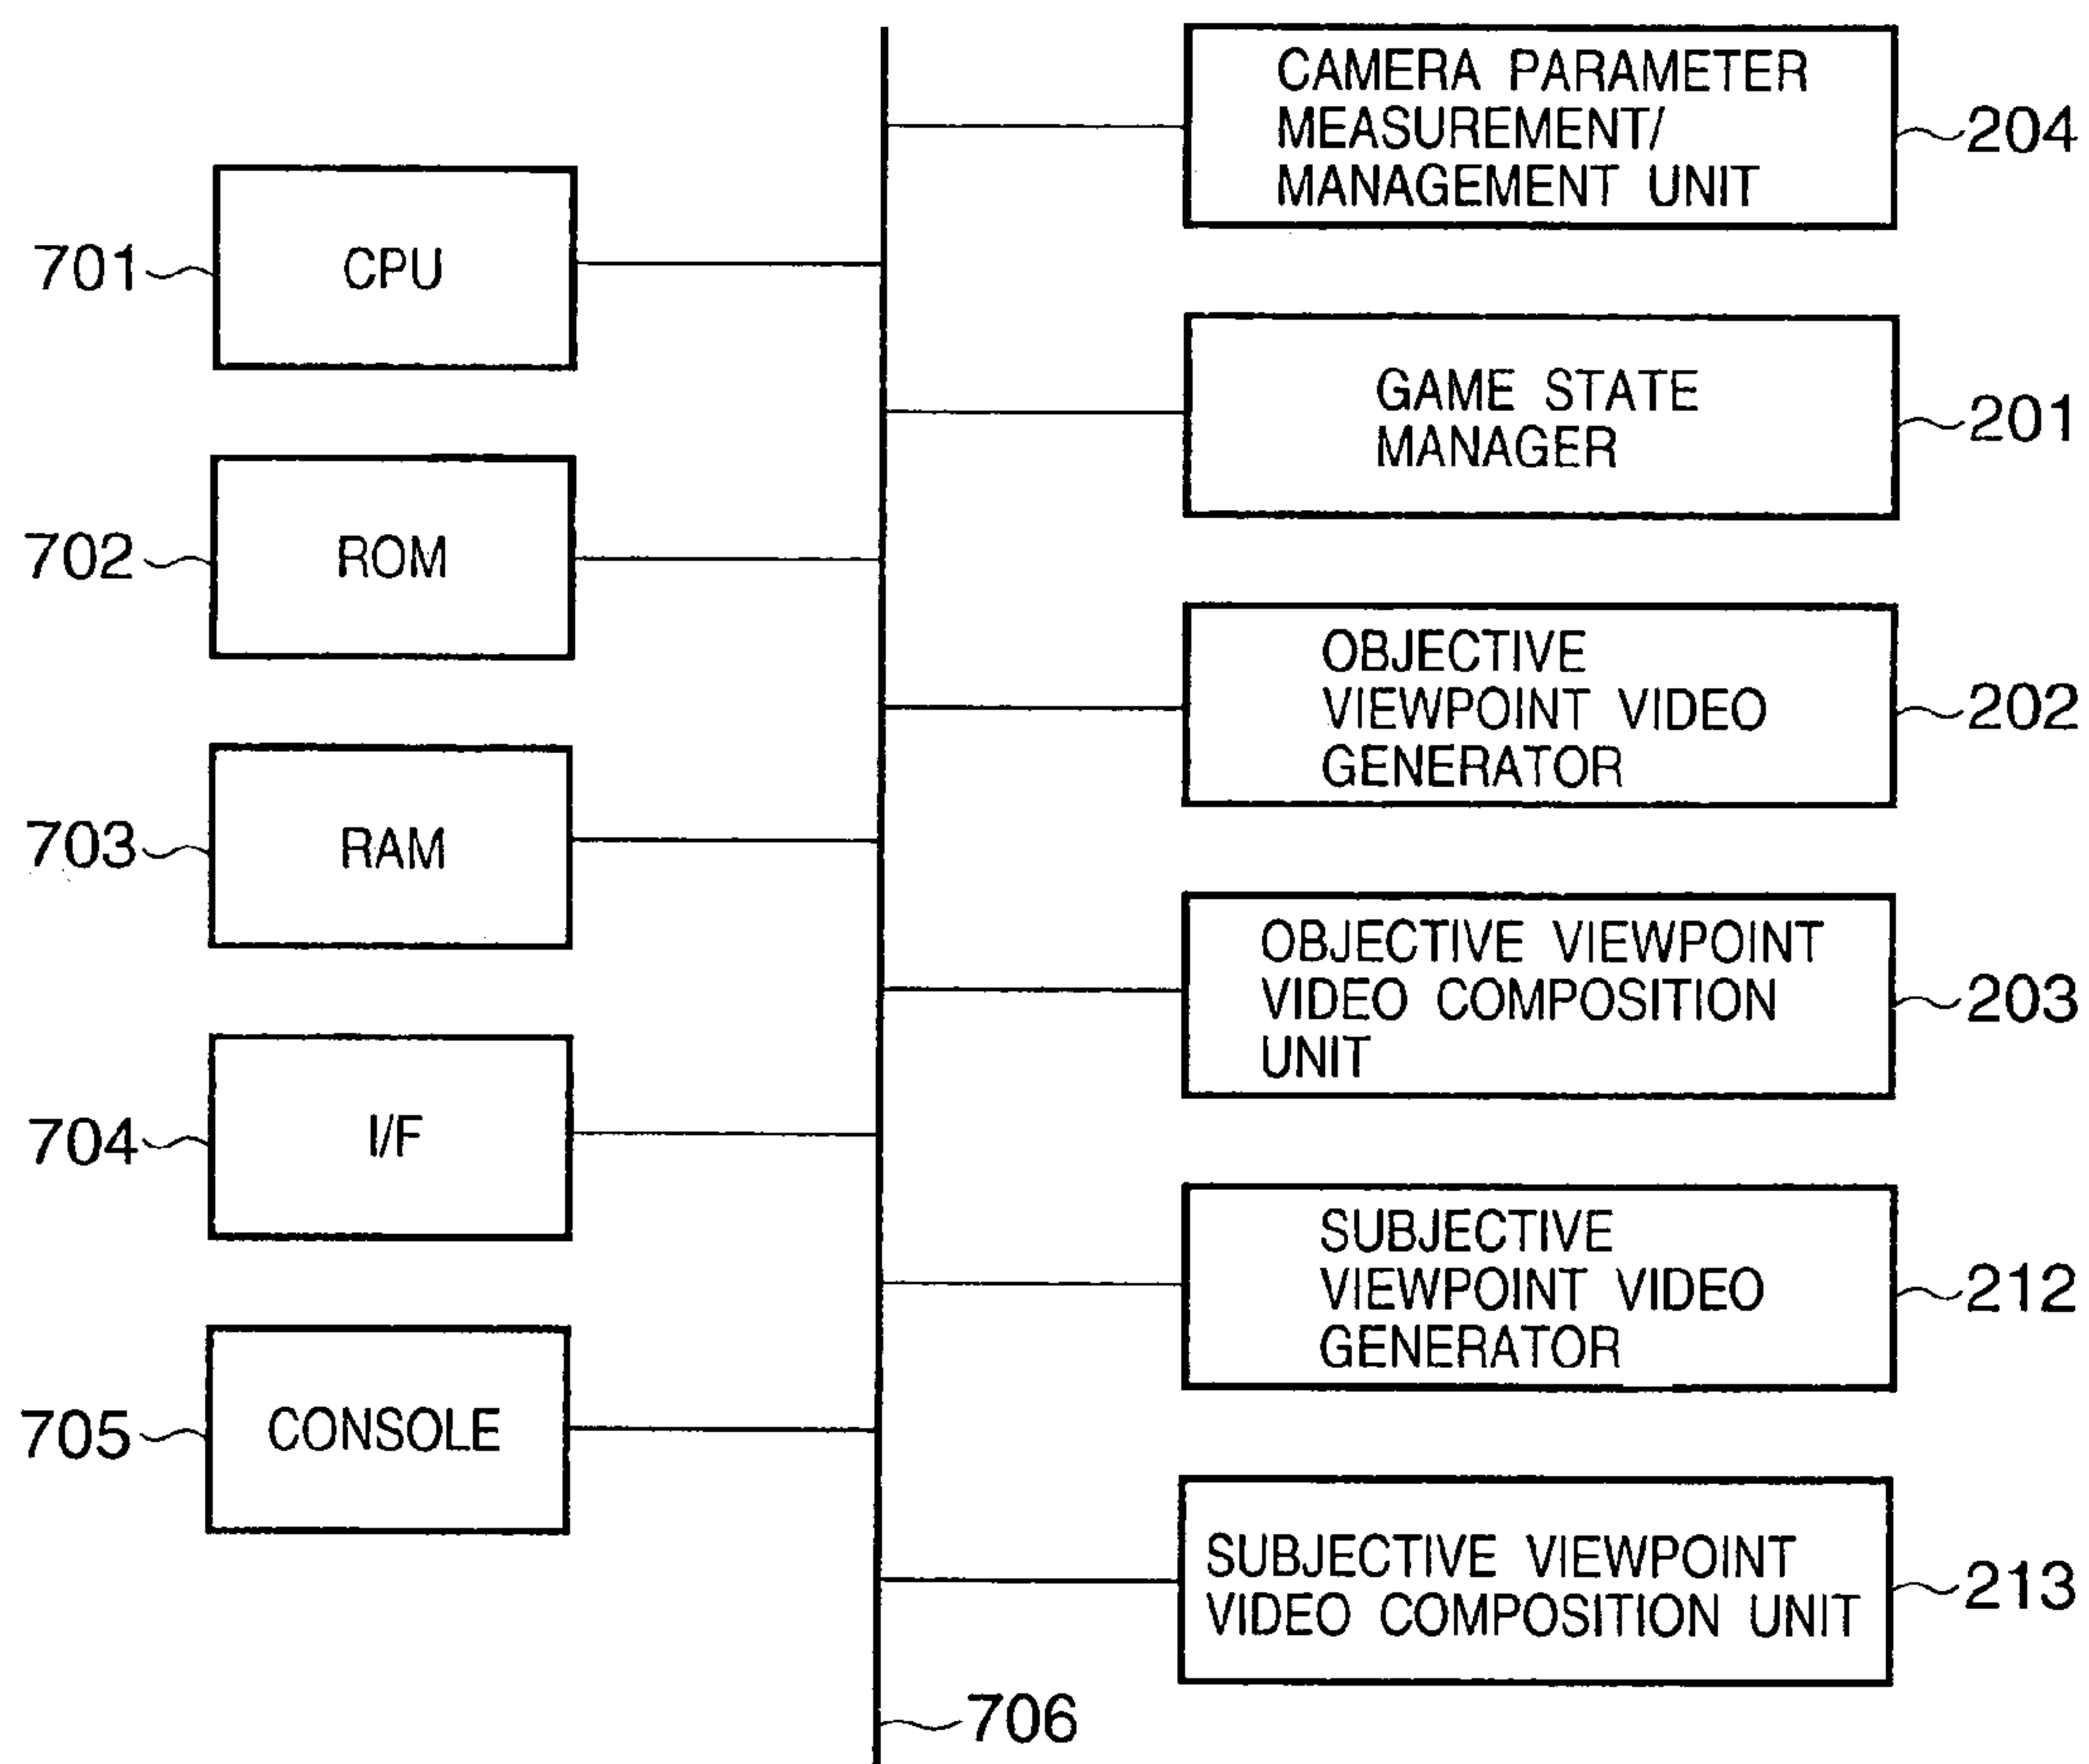 701
CPU
702
ROM
703
RAM
704
I/F
705
CONSOLE
CAMERA PARAMETER
MEASUREMENT/
MANAGEMENT UNIT
204
GAME STATE
MANAGER
201
OBJECTIVE
VIEWPOINT VIDEO
GENERATOR
202
OBJECTIVE VIEWPOINT
VIDEO COMPOSITION
UNIT
203
SUBJECTIVE
VIEWPOINT VIDEO
GENERATOR
212
SUBJECTIVE VIEWPOINT
VIDEO COMPOSITION UNIT
213
706